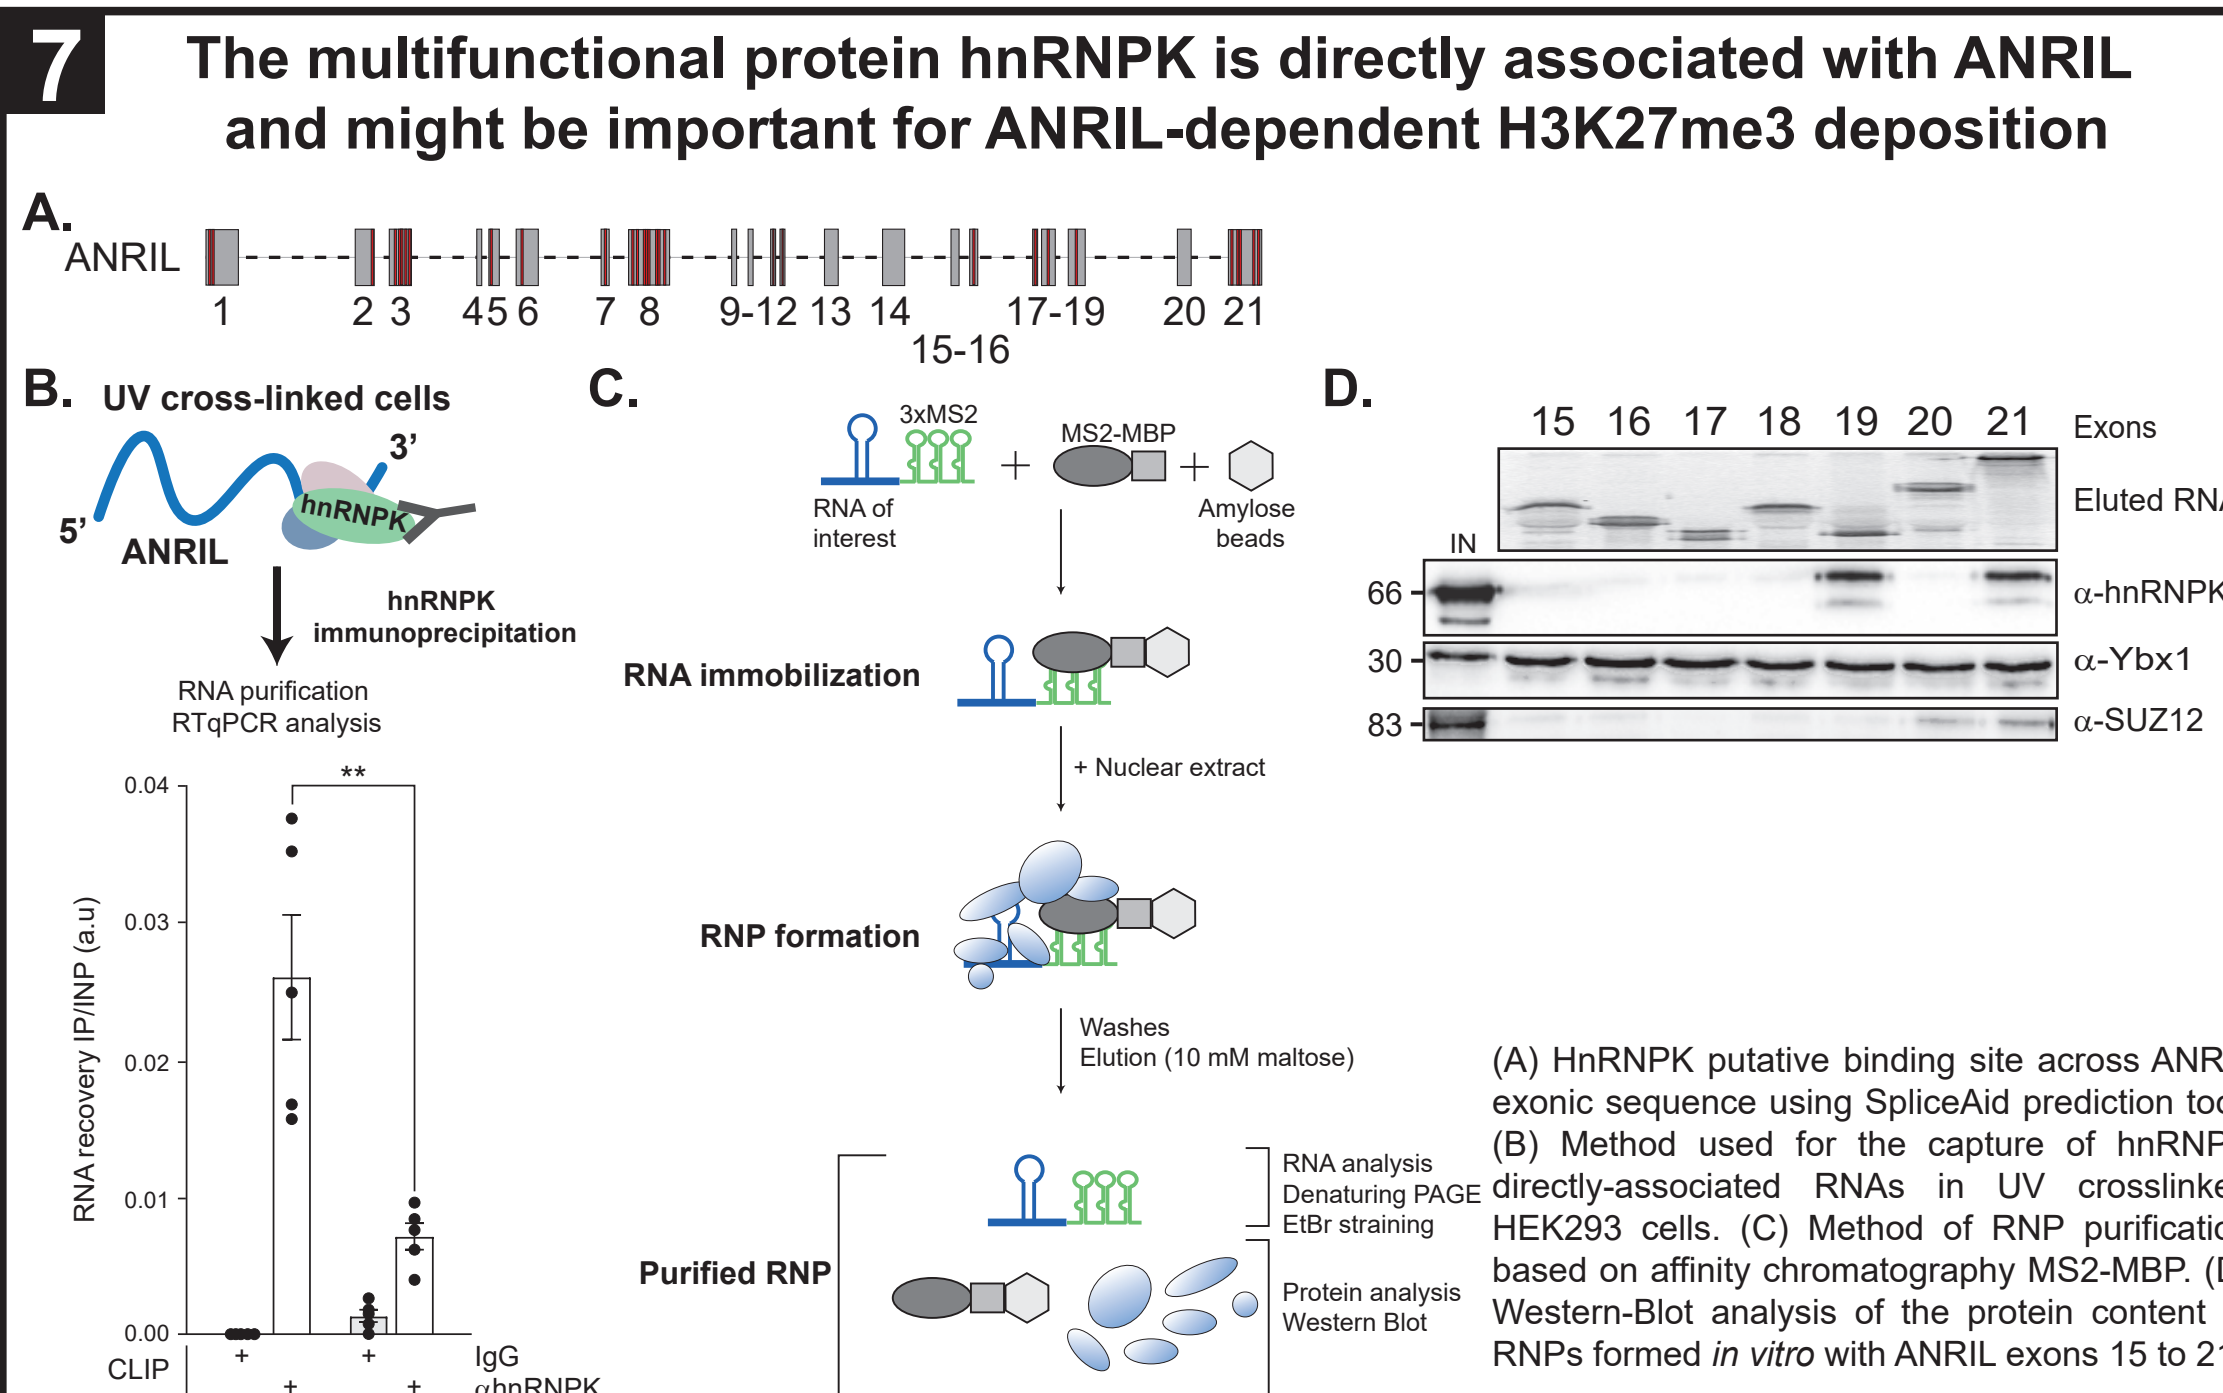 7
The multifunctional protein hnRNPK is directly associated with ANRIL
and might be important for ANRIL-dependent H3K27me3 deposition
A.
ANRIL
1 2 3 4 5 6 7 8 9-12 13 14 17-19 20 21
15-16
B.
UV cross-linked cells
3’
hnRNPK
5’
ANRIL
hnRNPK
immunoprecipitation
RNA purification
RTqPCR analysis
**
0.04
0.03
0.02
0.01
0.00
RNA recovery IP/INP (a.u)
CLIP
+ + IgG
+ + αhnRNPK
C.
3xMS2
MS2-MBP
+ +
RNA of
interest
Amylose
beads
RNA immobilization
+ Nuclear extract
RNP formation
Washes
Elution (10 mM maltose)
RNA analysis
Denaturing PAGE
EtBr straining
Purified RNP
Protein analysis
Western Blot
D.
15 16 17 18 19 20 21 Exons
Eluted RNA
IN
66 α-hnRNPK
30 α-Ybx1
83 α-SUZ12
(A) HnRNPK putative binding site across ANR
exonic sequence using SpliceAid prediction too
(B) Method used for the capture of hnRNP
directly-associated RNAs in UV crosslinke
HEK293 cells. (C) Method of RNP purificatio
based on affinity chromatography MS2-MBP. (D
Western-Blot analysis of the protein content
RNPs formed in vitro with ANRIL exons 15 to 21